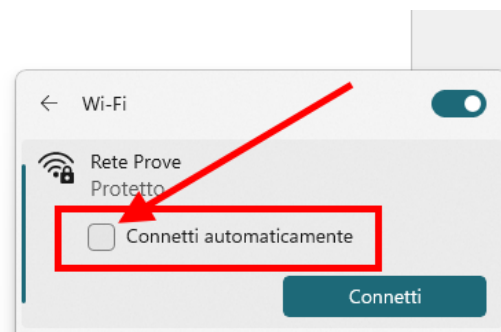 Wi-Fi
Rete Prove
Protetto
Connetti automaticamente
Connetti